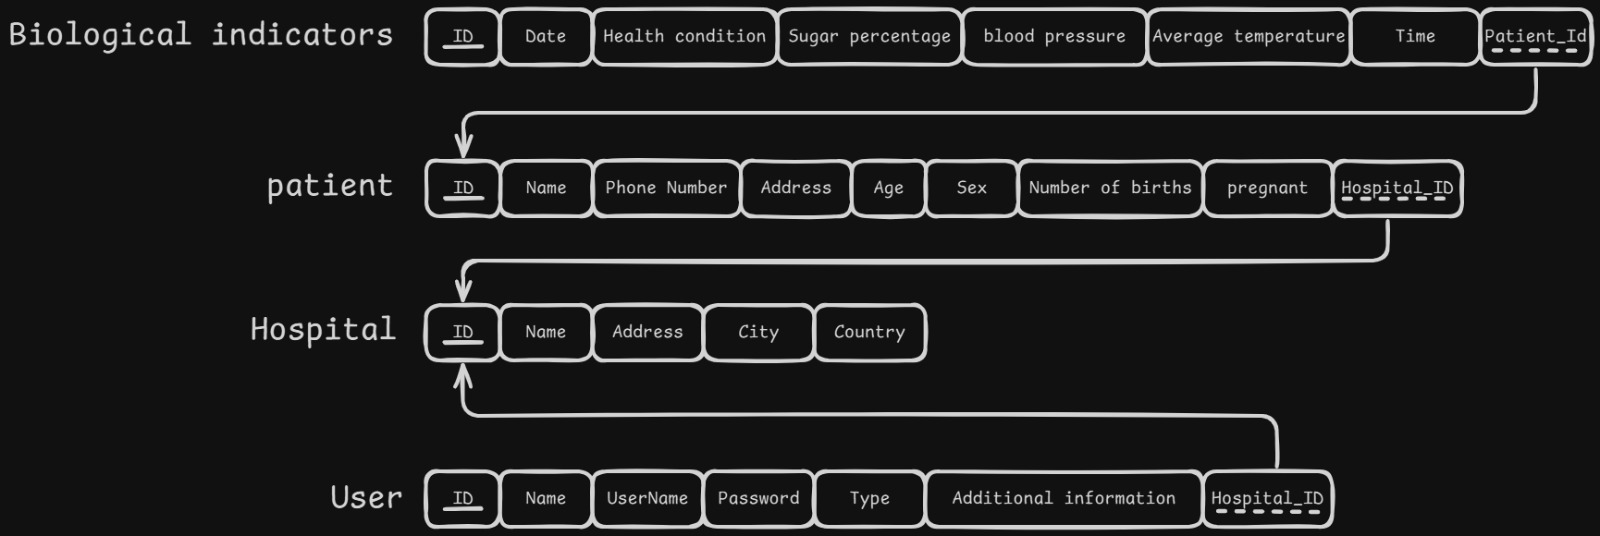 Biological indicators ID Date Health condition Sugar percentage blood pressure Average temperature Time Patient_Id
patient ID Name Phone Number Address Age Sex Number of births pregnant Hospital_ID
Hospital ID Name Address City Country
User ID Name UserName Password Type Additional information Hospital_ID